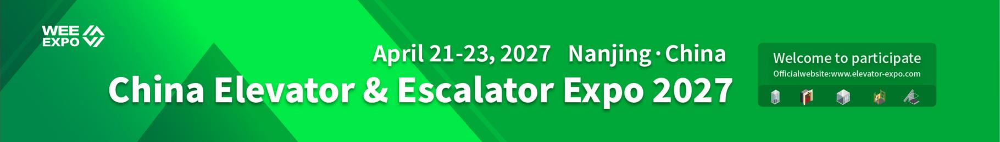 WEE
EXPO
April 21-23, 2027 Nanjing·China
China Elevator & Escalator Expo 2027
Welcome to participate
Officialwebsite:www.elevator-expo.com